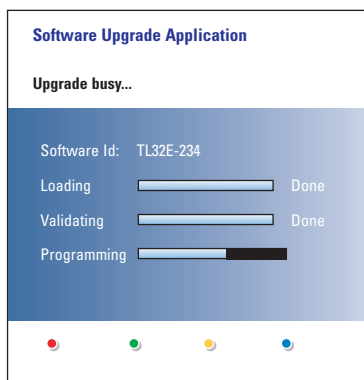 Software Upgrade Application
Upgrade busy...
Software Id: TL32E-234
Loading Done
Validating Done
Programming